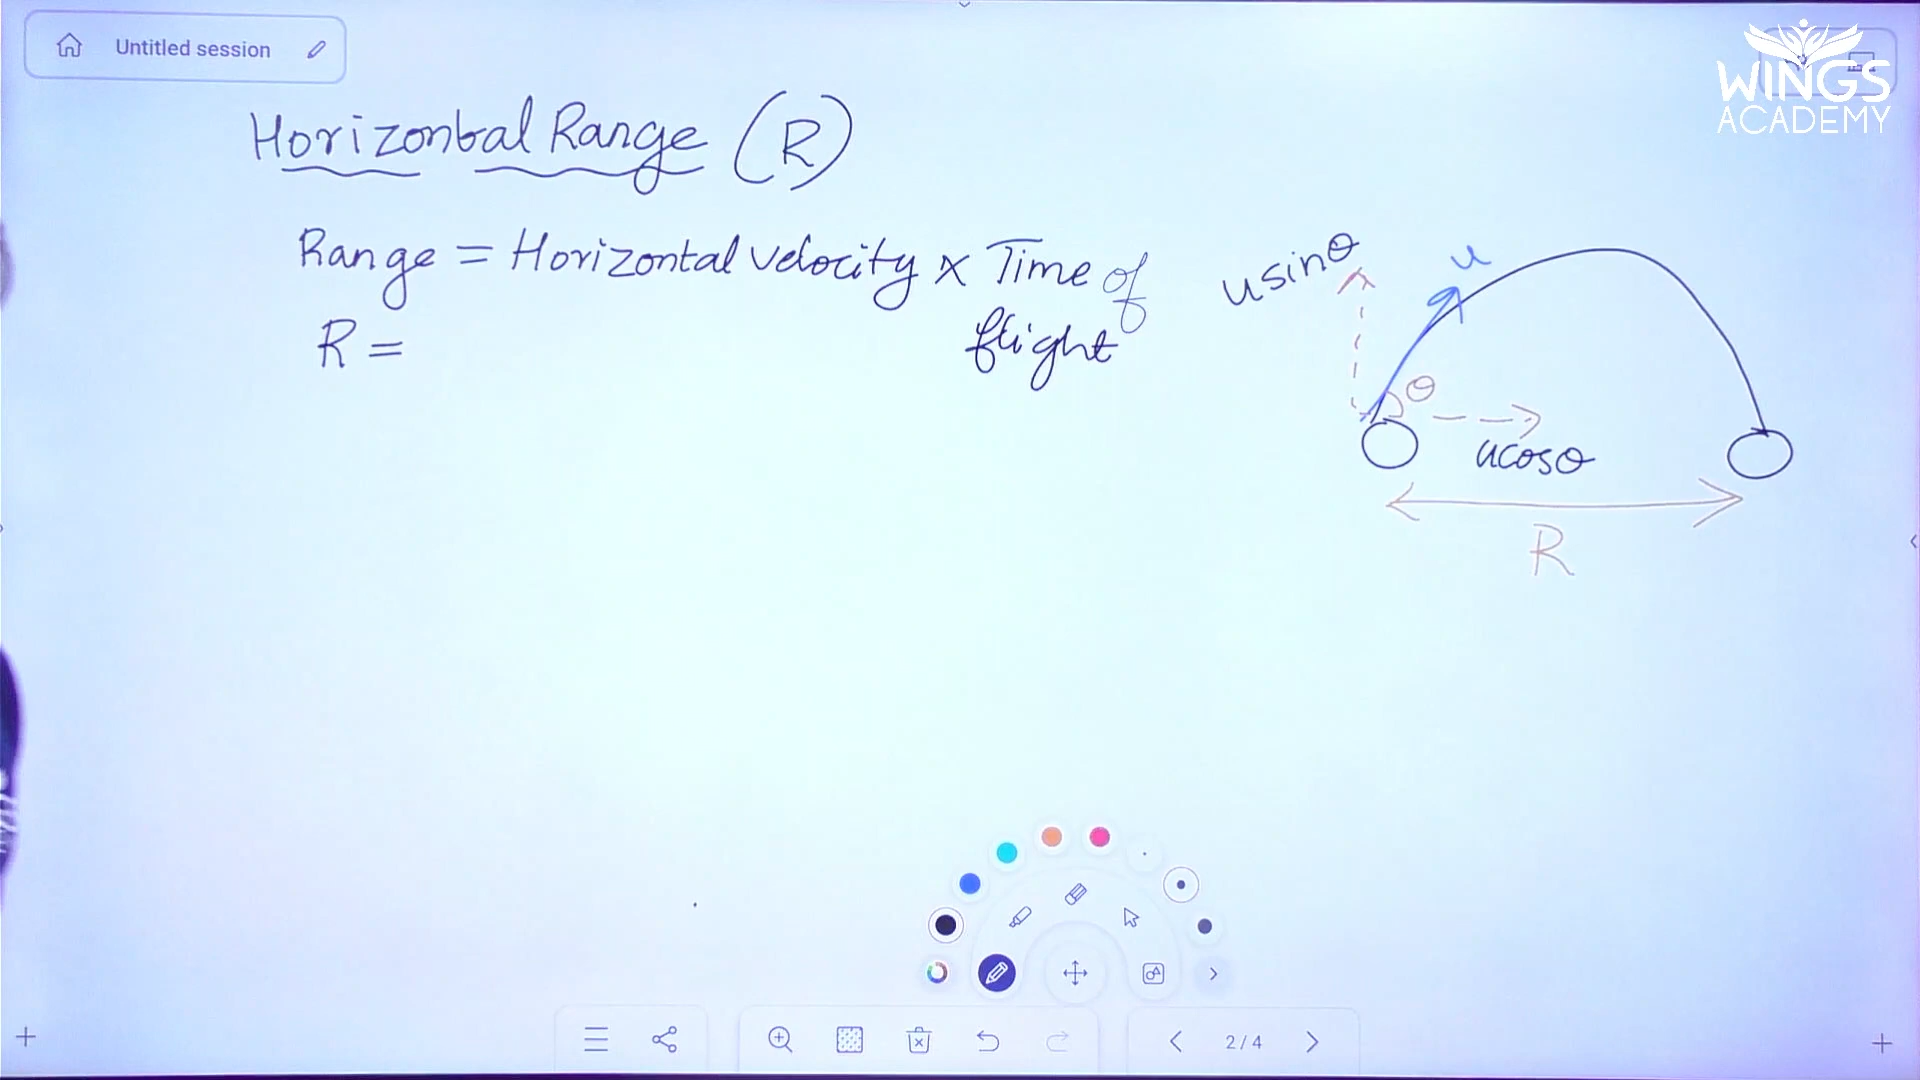 Untitled session
WINGS
ACADEMY
Horizontal Range (R)
Range = Horizontal velocity × Time of
flight
R =
usinθ
u
θ
ucosθ
R
2/4